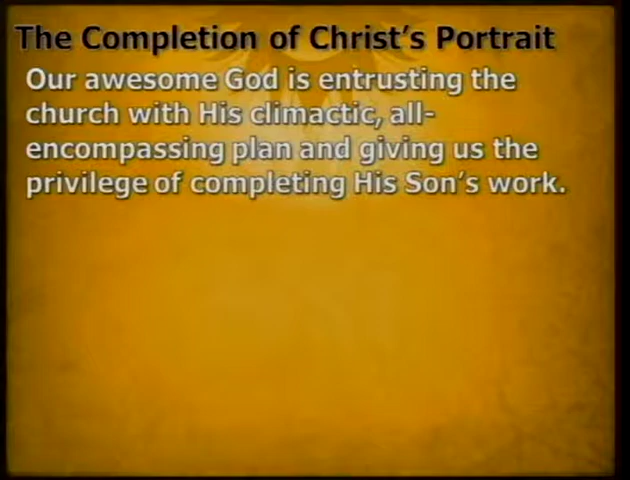 The Completion of Christ's Portrait
Our awesome God is entrusting the
church with His climactic, all-
encompassing plan and giving us the
privilege of completing His Son's work.